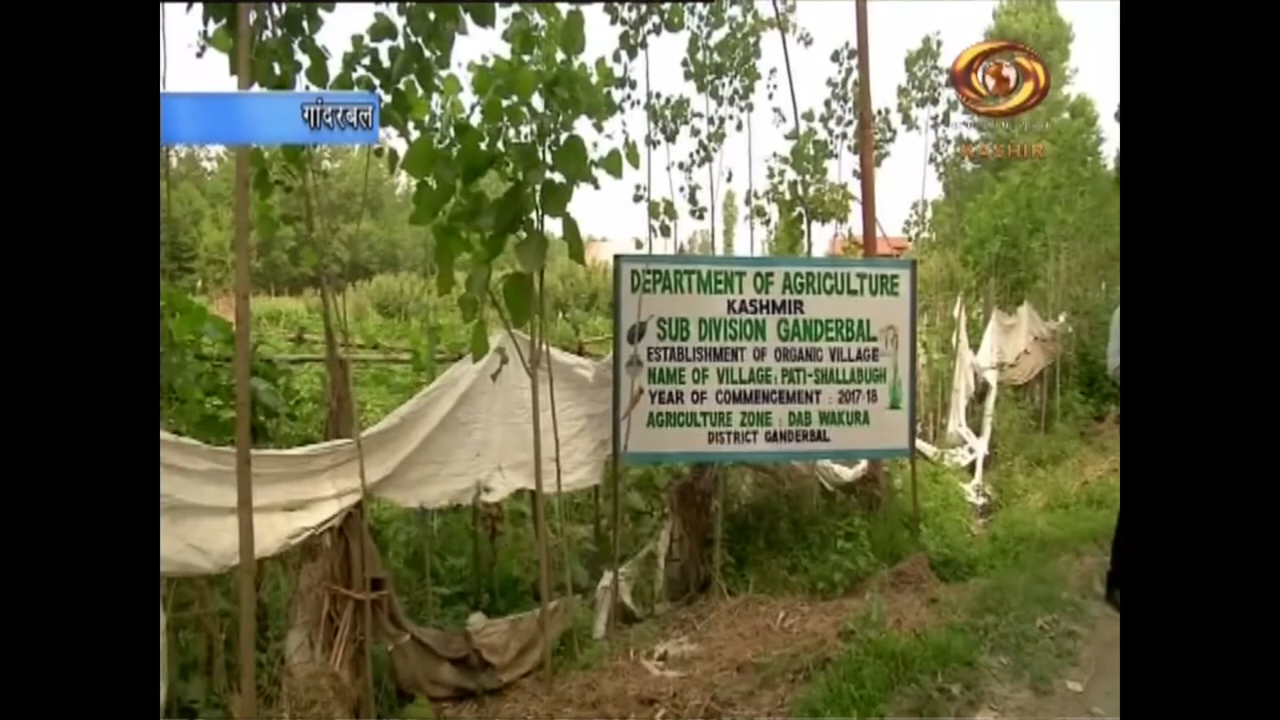 गांदरबल
KASHIR
DEPARTMENT OF AGRICULTURE
KASHMIR
SUB DIVISION GANDERBAL
ESTABLISHMENT OF ORGANIC VILLAGE
NAME OF VILLAGE: PATI-SHALLABUGH
YEAR OF COMMENCEMENT : 2017-18
AGRICULTURE ZONE : DAB WAKURA
DISTRICT GANDERBAL